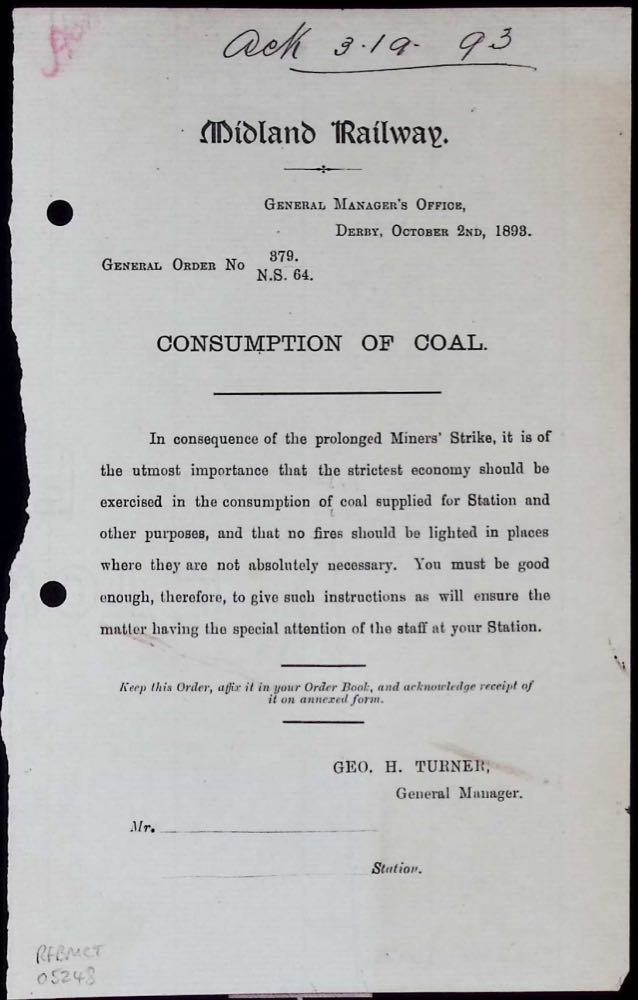 Ack 3.19. 93
Midland Railway.
General Manager's Office,
Derby, October 2nd, 1893.
General Order No 379.
N.S. 64.
CONSUMPTION OF COAL.
In consequence of the prolonged Miners' Strike, it is of
the utmost importance that the strictest economy should be
exercised in the consumption of coal supplied for Station and
other purposes, and that no fires should be lighted in places
where they are not absolutely necessary. You must be good
enough, therefore, to give such instructions as will ensure the
matter having the special attention of the staff at your Station.
Keep this Order, affix it in your Order Book, and acknowledge receipt of
it on annexed form.
GEO. H. TURNER,
General Manager.
Mr.
Station.
RFBMCT
05248